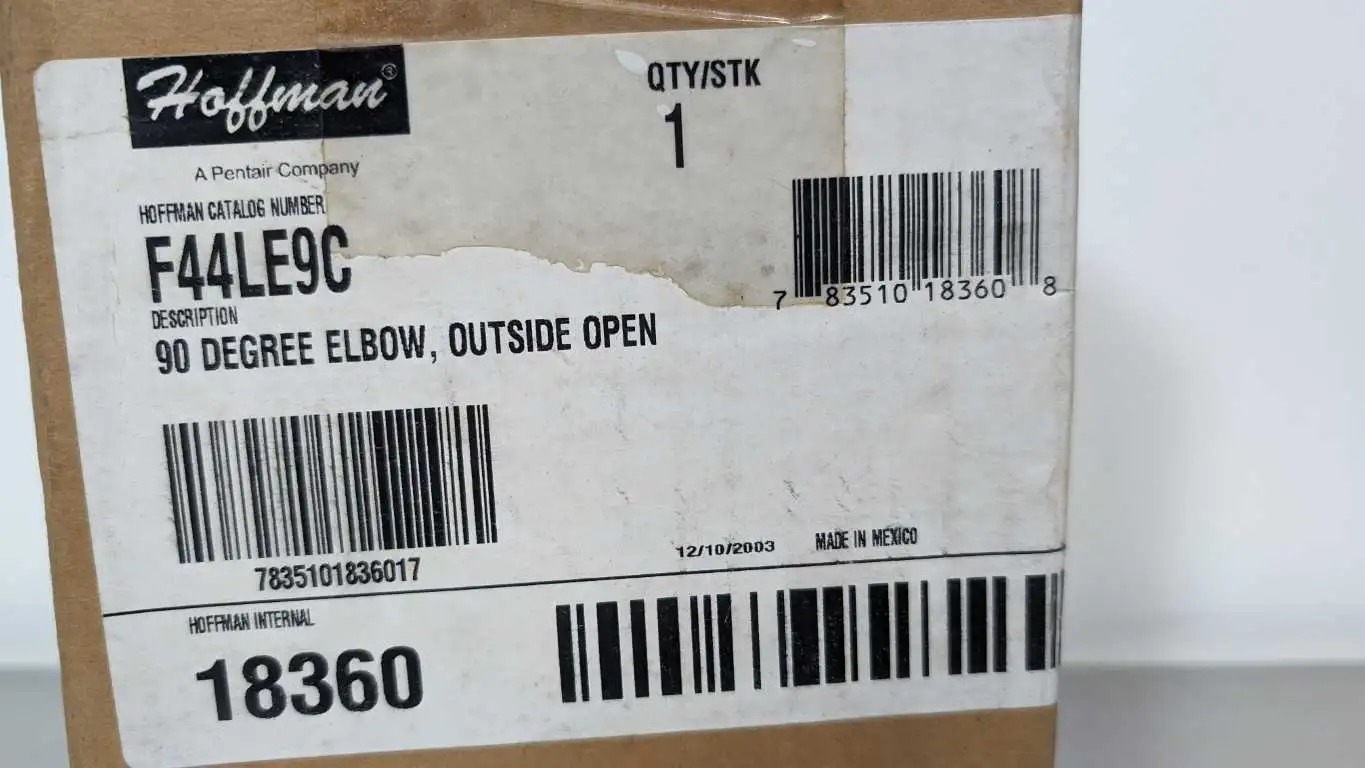 Hoffman®
A Pentair Company
QTY/STK
1
HOFFMAN CATALOG NUMBER
F44LE9C
DESCRIPTION
90 DEGREE ELBOW, OUTSIDE OPEN
7 83510 18360 8
7835101836017
12/10/2003 MADE IN MEXICO
HOFFMAN INTERNAL
18360